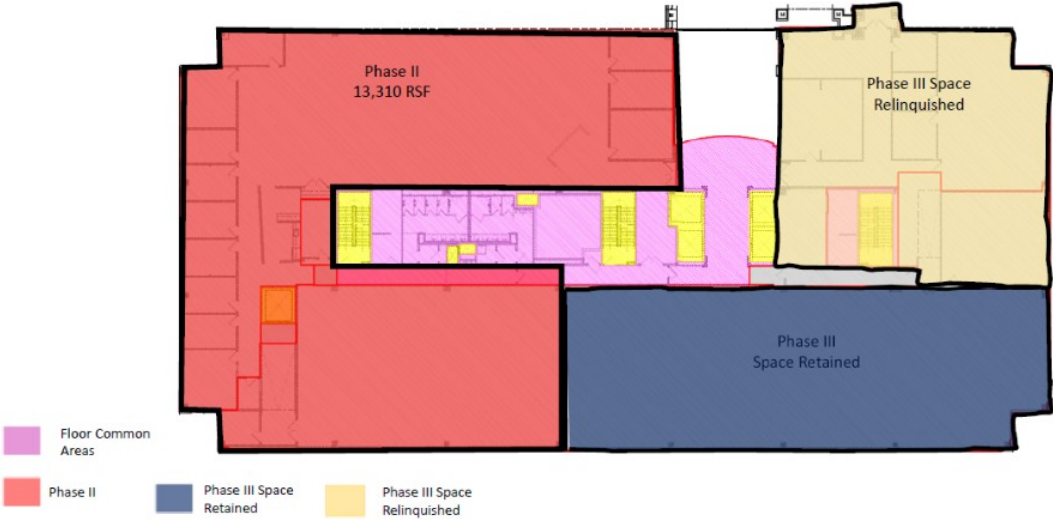 Phase II
13,310 RSF
Phase III Space
Relinquished
Phase III
Space Retained
Floor Common
Areas
Phase II
Phase III Space
Retained
Phase III Space
Relinquished